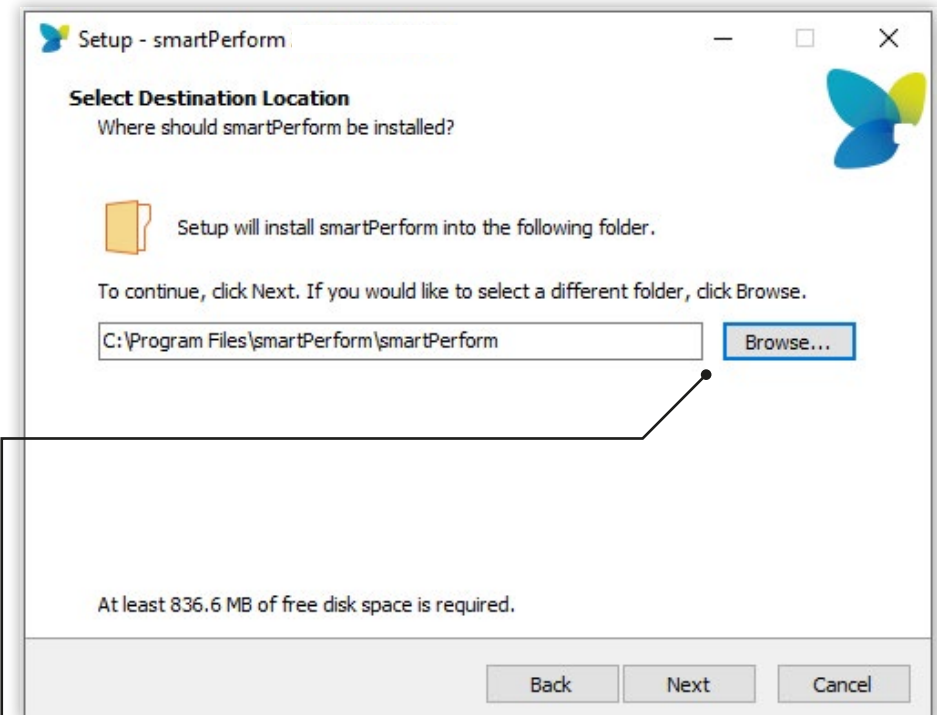 Setup - smartPerform
Select Destination Location
Where should smartPerform be installed?
Setup will install smartPerform into the following folder.
To continue, click Next. If you would like to select a different folder, click Browse.
C:\Program Files\smartPerform\smartPerform
Browse...
At least 836.6 MB of free disk space is required.
Back Next Cancel